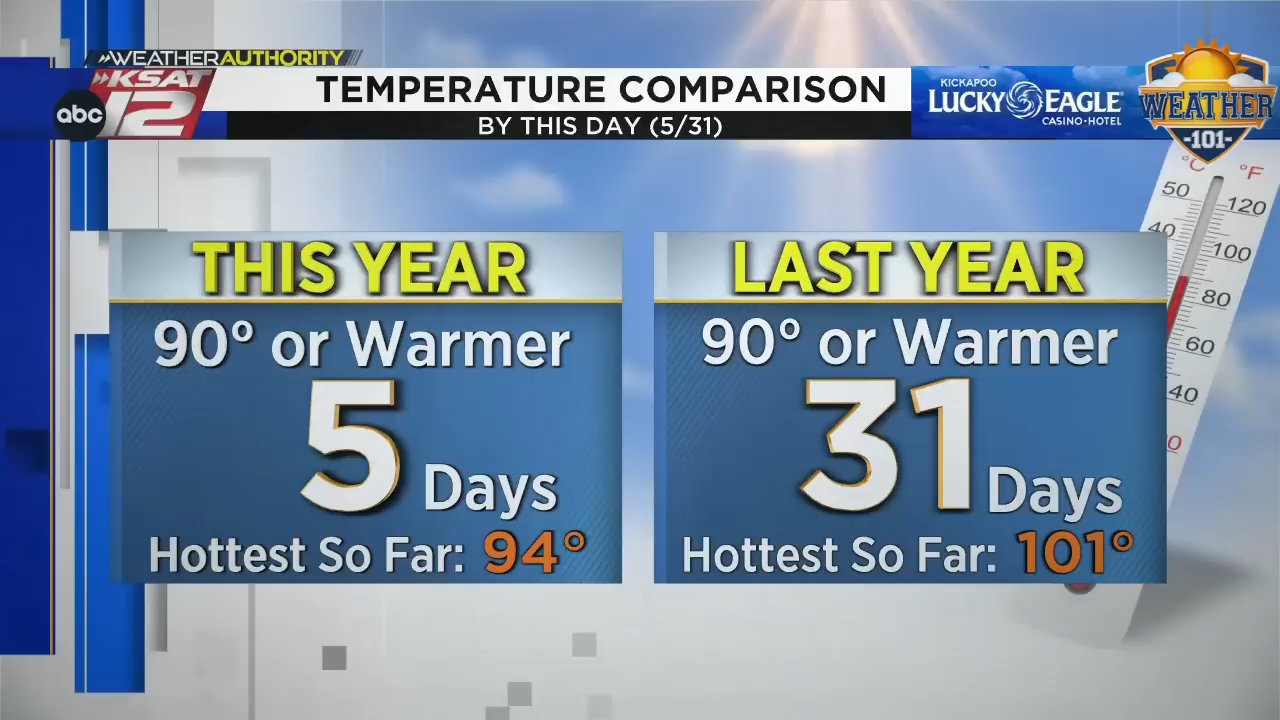 WEATHERAUTHORITY
KSAT
abc 12
TEMPERATURE COMPARISON
BY THIS DAY (5/31)
KICKAPOO
LUCKY EAGLE
CASINO•HOTEL
WEATHER
-101-
°C °F
50 120
40 100
80
60
40
0
THIS YEAR
90° or Warmer
5 Days
Hottest So Far: 94°
LAST YEAR
90° or Warmer
31 Days
Hottest So Far: 101°